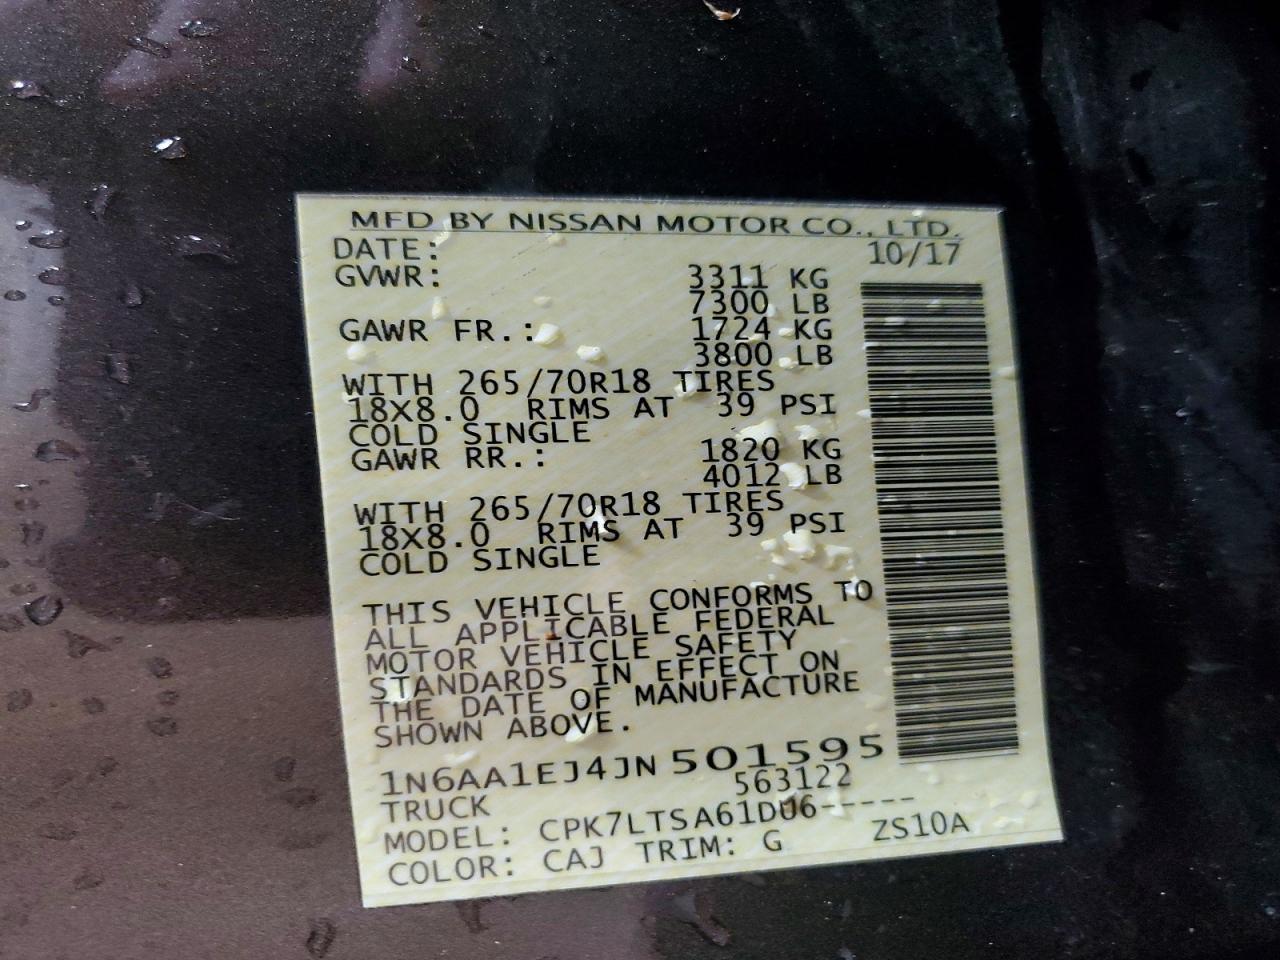 MFD BY NISSAN MOTOR CO., LTD.
DATE: 10/17
GVWR: 3311 KG
7300 LB
GAWR FR.: 1724 KG
3800 LB
WITH 265/70R18 TIRES
18X8.0 RIMS AT 39 PSI
COLD SINGLE
GAWR RR.: 1820 KG
4012 LB
WITH 265/70R18 TIRES
18X8.0 RIMS AT 39 PSI
COLD SINGLE
THIS VEHICLE CONFORMS TO
ALL APPLICABLE FEDERAL
MOTOR VEHICLE SAFETY
STANDARDS IN EFFECT ON
THE DATE OF MANUFACTURE
SHOWN ABOVE.
1N6AA1EJ4JN501595
TRUCK 563122
MODEL: CPK7LTSA61DU6-----
COLOR: CAJ TRIM: G ZS10A